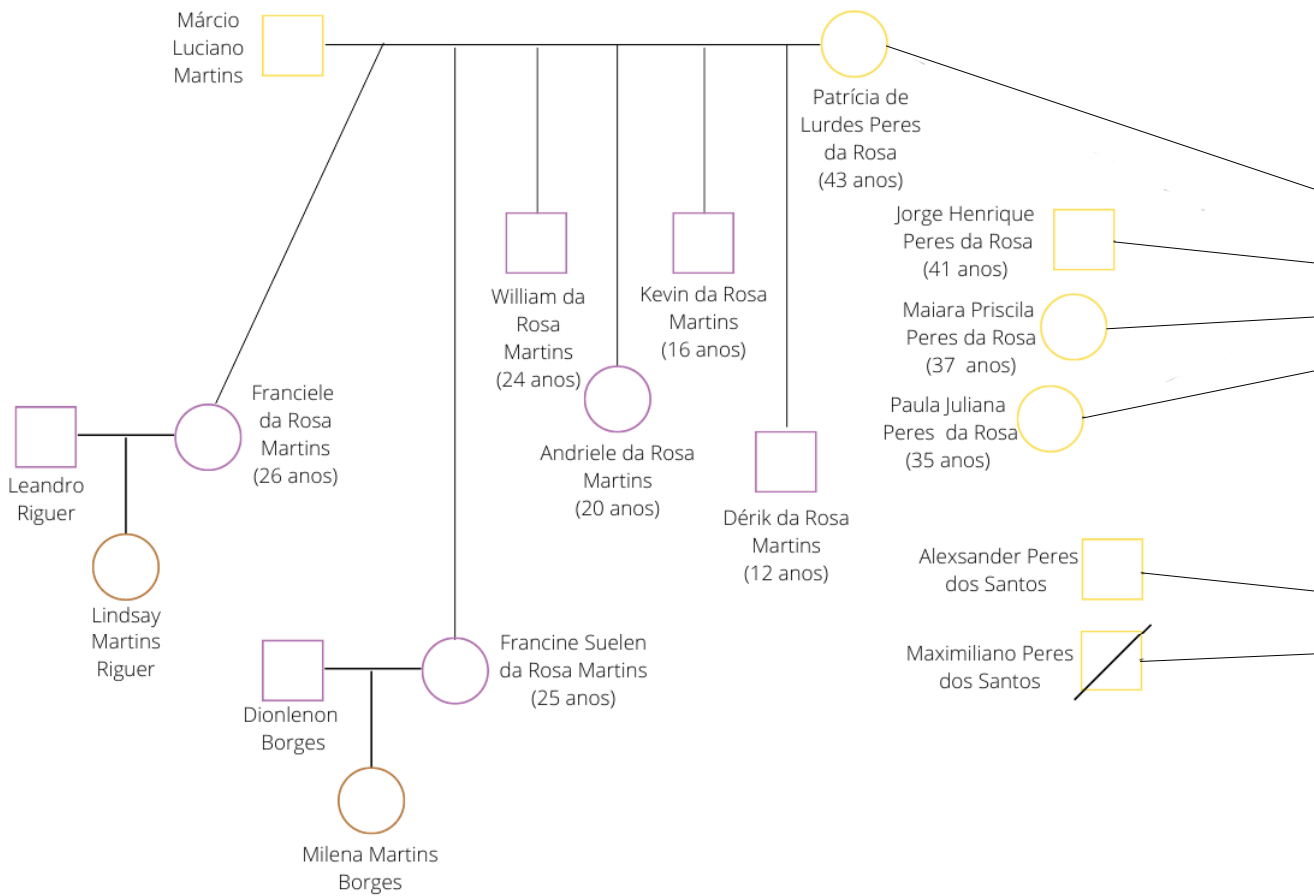 Márcio
Luciano
Martins
Patrícia de
Lurdes Peres
da Rosa
(43 anos)
Jorge Henrique
Peres da Rosa
(41 anos)
William da
Rosa
Martins
(24 anos)
Kevin da Rosa
Martins
(16 anos)
Maiara Priscila
Peres da Rosa
(37 anos)
Franciele
da Rosa
Martins
(26 anos)
Paula Juliana
Peres da Rosa
(35 anos)
Andriele da Rosa
Martins
(20 anos)
Leandro
Riguer
Dérik da Rosa
Martins
(12 anos)
Alexsander Peres
dos Santos
Lindsay
Martins
Riguer
Francine Suelen
da Rosa Martins
(25 anos)
Maximiliano Peres
dos Santos
Dionlenon
Borges
Milena Martins
Borges